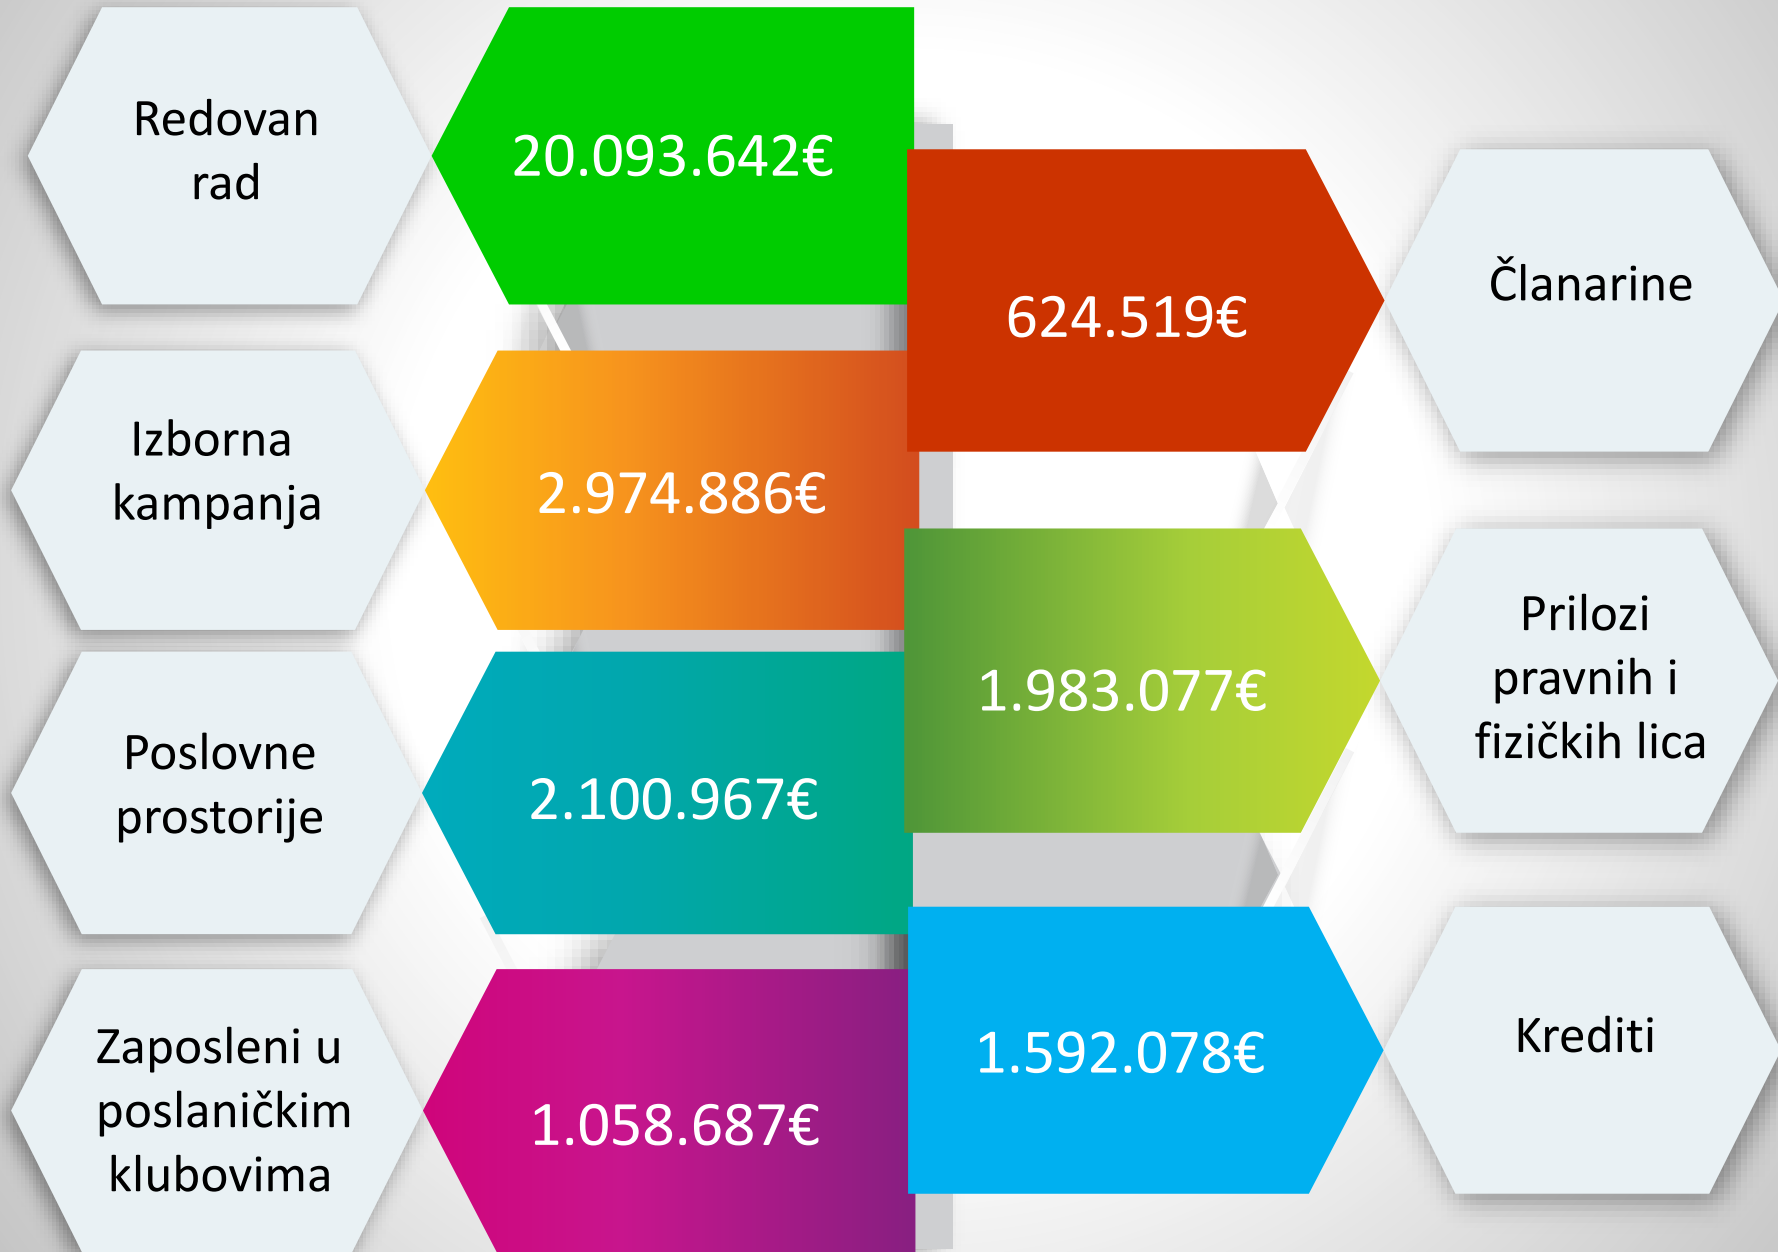 Redovan
rad
20.093.642€
Izborna
kampanja
2.974.886€
Poslovne
prostorije
2.100.967€
Zaposleni u
poslaničkim
klubovima
1.058.687€
624.519€
Članarine
1.983.077€
Prilozi
pravnih i
fizičkih lica
1.592.078€
Krediti